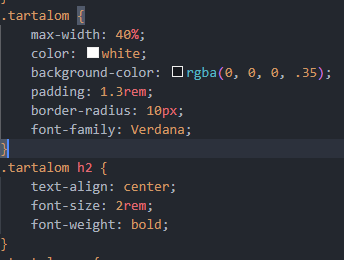 }
.tartalom {
max-width: 40%;
color: white;
background-color: rgba(0, 0, 0, .35);
padding: 1.3rem;
border-radius: 10px;
font-family: Verdana;
}
.tartalom h2 {
text-align: center;
font-size: 2rem;
font-weight: bold;
}